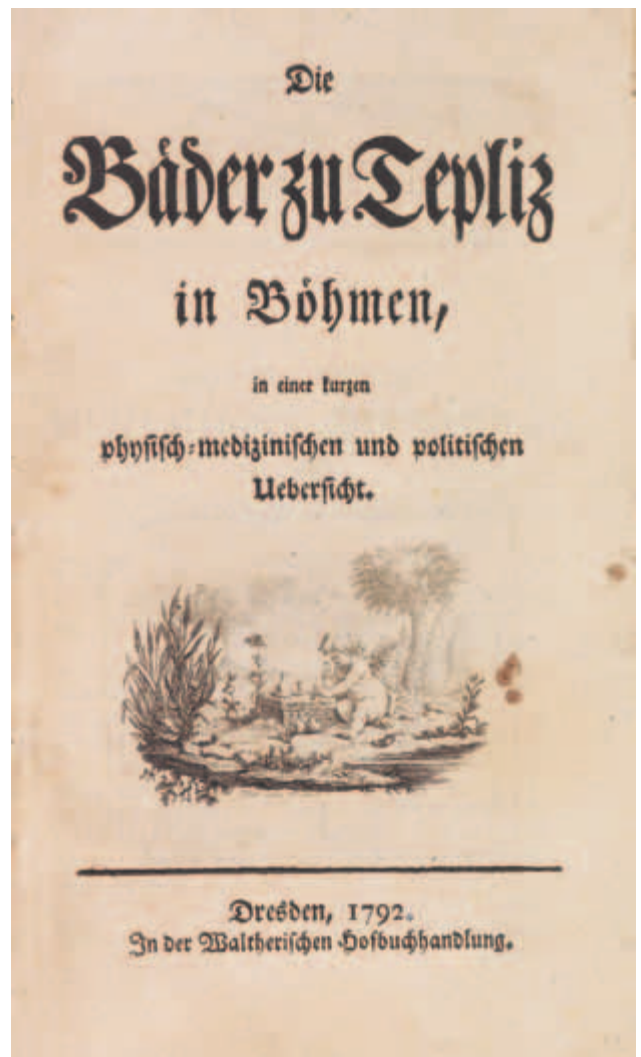 Die
Bäder zu Tepliz
in Böhmen,
in einer kurzen
physisch-medizinischen und politischen
Uebersicht.
Dresden, 1792.
In der Waltherischen Hofbuchhandlung.